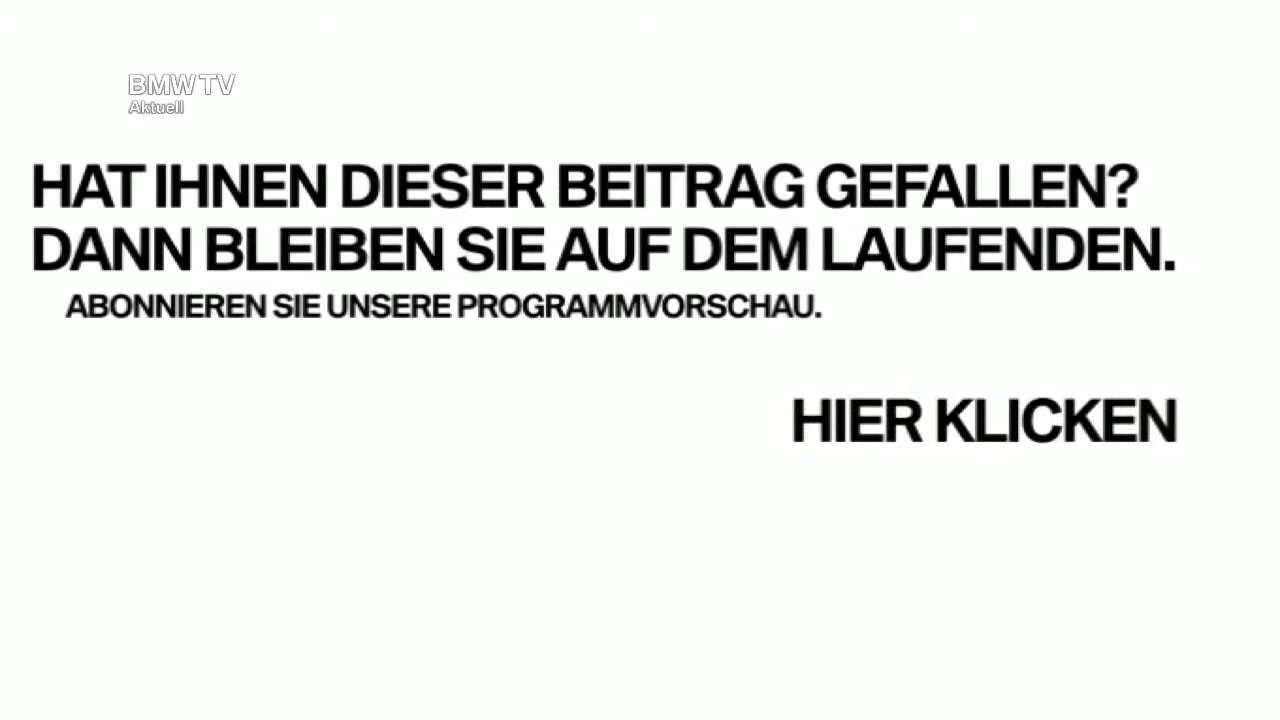 BMW TV
Aktuell
HAT IHNEN DIESER BEITRAG GEFALLEN?
DANN BLEIBEN SIE AUF DEM LAUFENDEN.
ABONNIEREN SIE UNSERE PROGRAMMVORSCHAU.
HIER KLICKEN